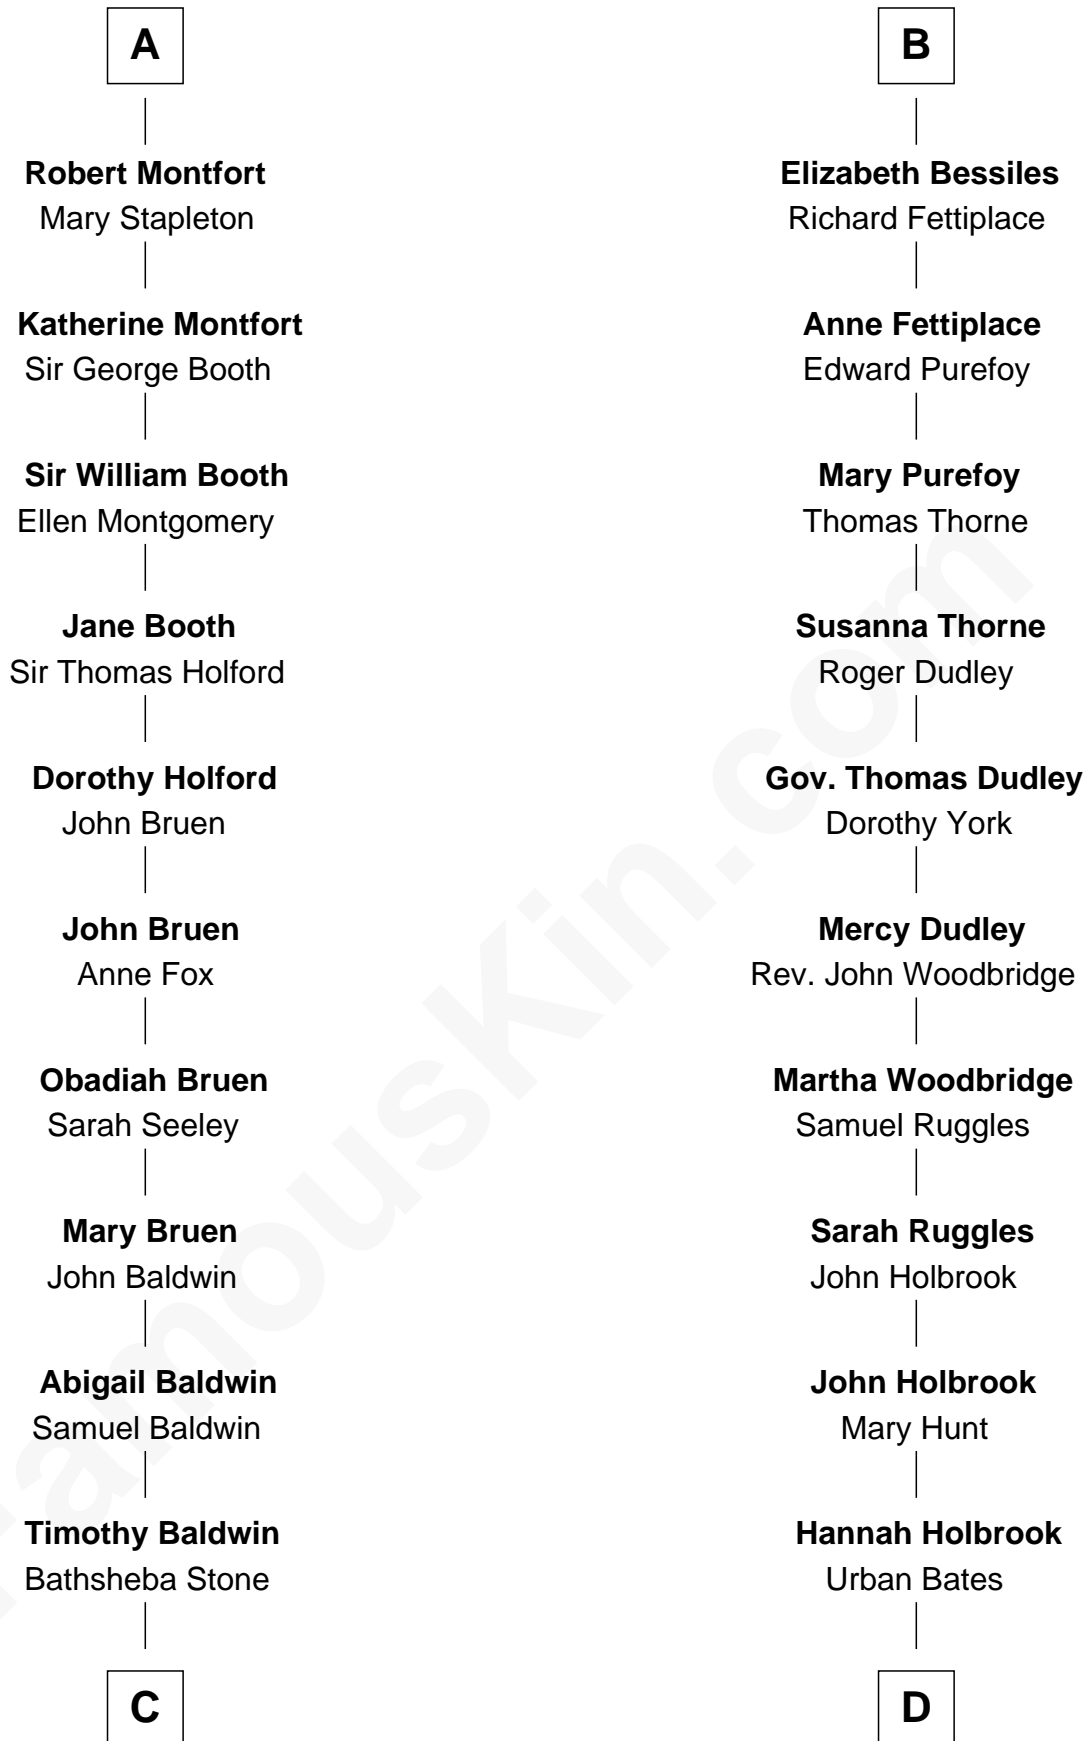 A
Robert Montfort
Mary Stapleton
Katherine Montfort
Sir George Booth
Sir William Booth
Ellen Montgomery
Jane Booth
Sir Thomas Holford
Dorothy Holford
John Bruen
John Bruen
Anne Fox
Obadiah Bruen
Sarah Seeley
Mary Bruen
John Baldwin
Abigail Baldwin
Samuel Baldwin
Timothy Baldwin
Bathsheba Stone
C
B
Elizabeth Bessiles
Richard Fettiplace
Anne Fettiplace
Edward Purefoy
Mary Purefoy
Thomas Thorne
Susanna Thorne
Roger Dudley
Gov. Thomas Dudley
Dorothy York
Mercy Dudley
Rev. John Woodbridge
Martha Woodbridge
Samuel Ruggles
Sarah Ruggles
John Holbrook
John Holbrook
Mary Hunt
Hannah Holbrook
Urban Bates
D
FamousKin.com